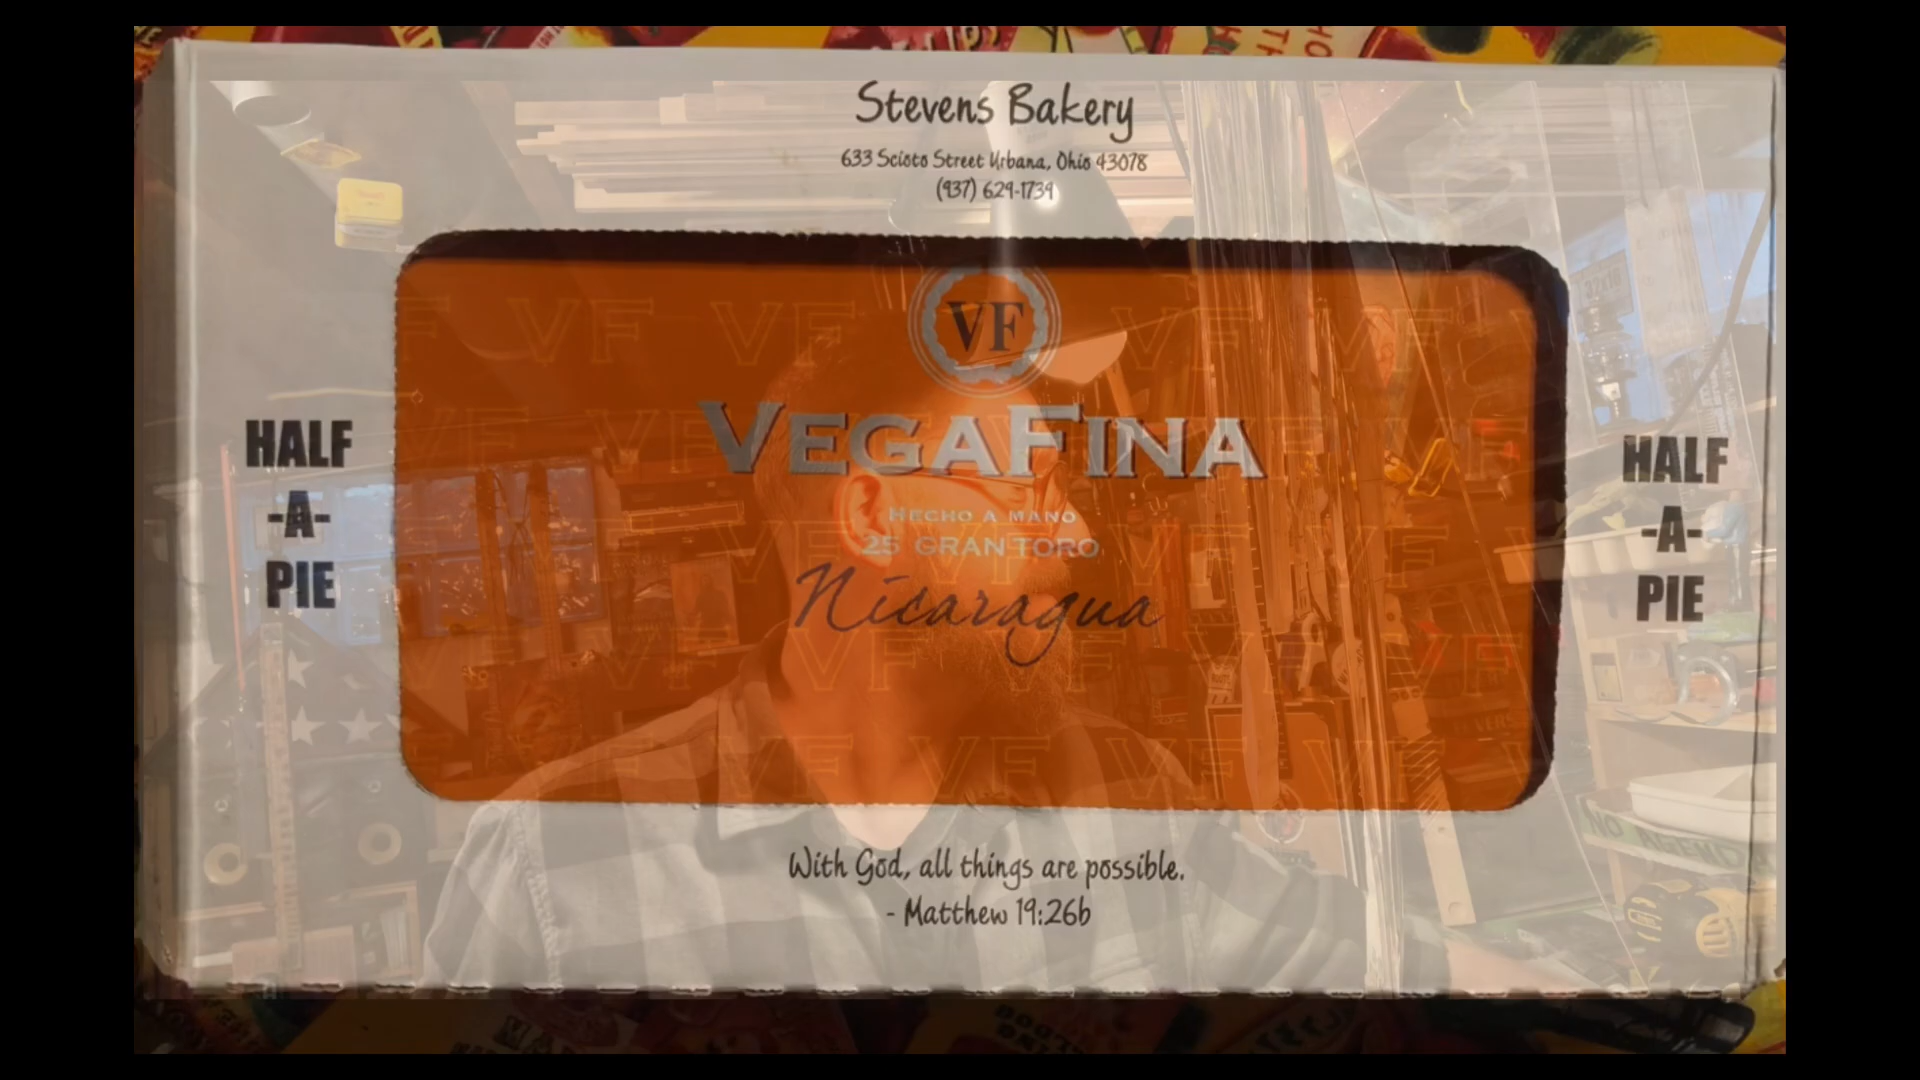 Stevens Bakery
633 Scioto Street Urbana, Ohio 43078
(937) 629-1739
VF
VEGAFINA
HECHO A MANO
25 GRAN TORO
Nicaragua
HALF
-A-
PIE
HALF
-A-
PIE
With God, all things are possible.
- Matthew 19:26b